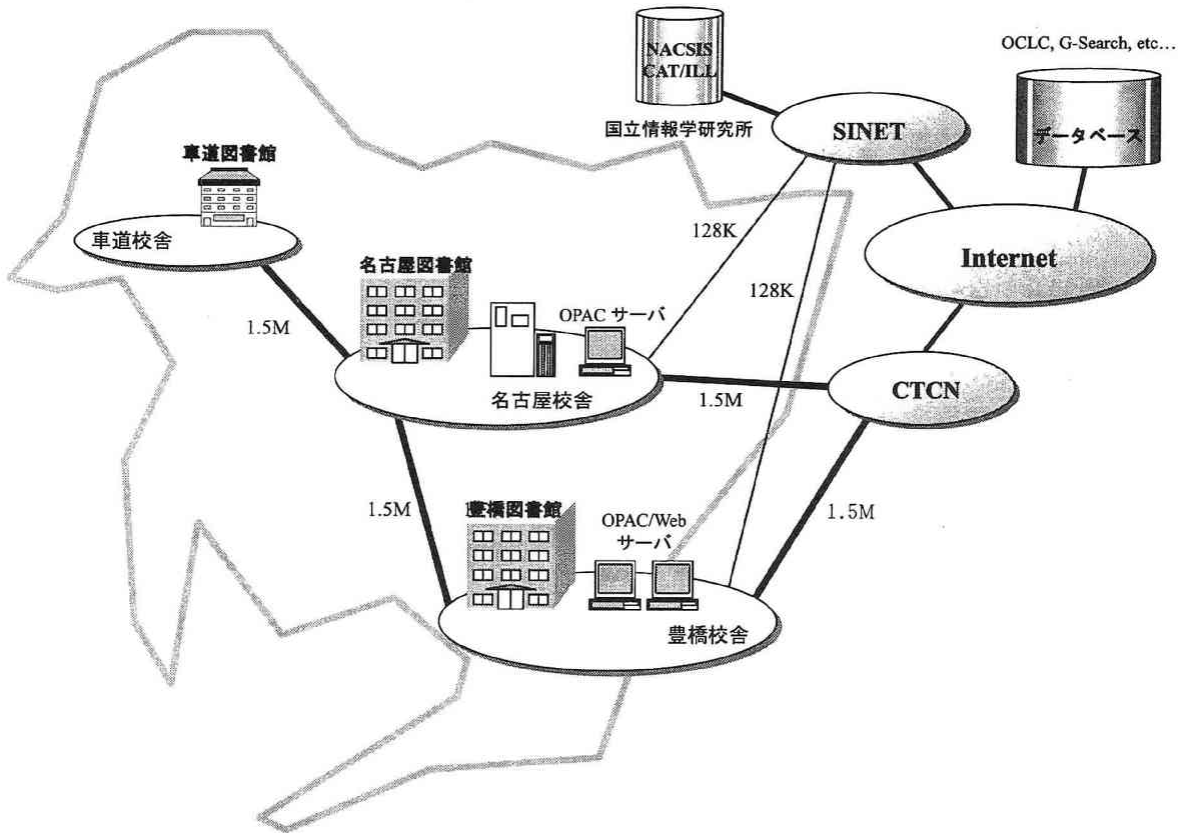 NACSIS
CAT/ILL
国立情報学研究所
SINET
OCLC, G-Search, etc…
データベース
車道図書館
車道校舎
128K
Internet
名古屋図書館
128K
1.5M
OPAC サーバ
名古屋校舎
1.5M
CTCN
1.5M
豊橋図書館
OPAC/Web
サーバ
1.5M
豊橋校舎